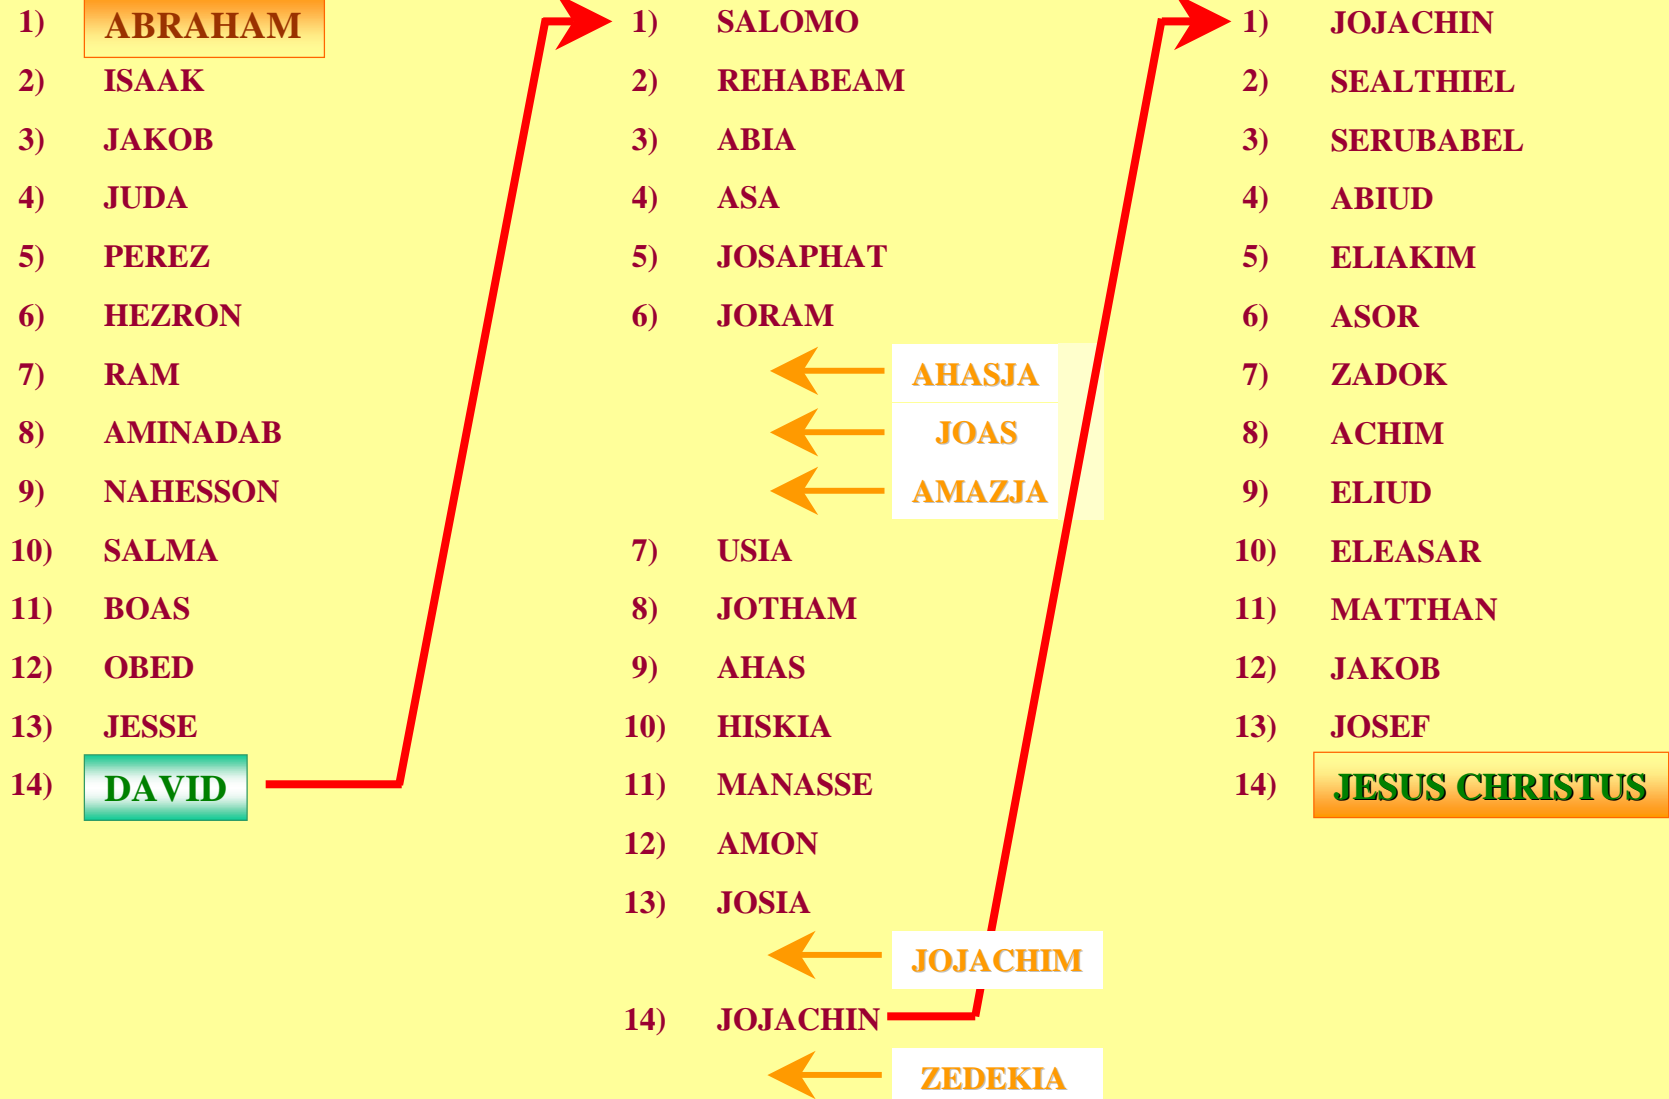 1) ABRAHAM
2) ISAAK
3) JAKOB
4) JUDA
5) PEREZ
6) HEZRON
7) RAM
8) AMINADAB
9) NAHESSON
10) SALMA
11) BOAS
12) OBED
13) JESSE
14) DAVID
1) SALOMO
2) REHABEAM
3) ABIA
4) ASA
5) JOSAPHAT
6) JORAM
AHASJA
JOAS
AMAZJA
7) USIA
8) JOTHAM
9) AHAS
10) HISKIA
11) MANASSE
12) AMON
13) JOSIA
JOJACHIM
14) JOJACHIN
ZEDEKIA
1) JOJACHIN
2) SEALTHIEL
3) SERUBABEL
4) ABIUD
5) ELIAKIM
6) ASOR
7) ZADOK
8) ACHIM
9) ELIUD
10) ELEASAR
11) MATTHAN
12) JAKOB
13) JOSEF
14) JESUS CHRISTUS